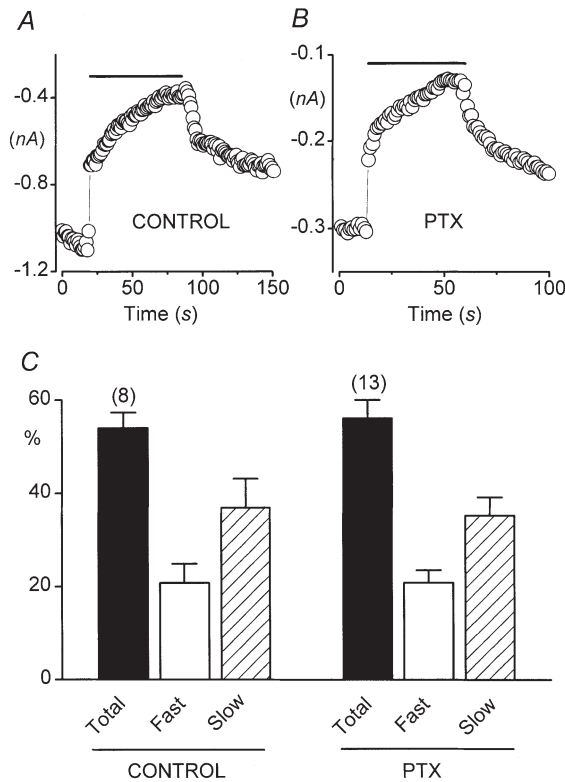 A
B
-0.4
(nA)
-0.8
-1.2
CONTROL
0
50
100
150
Time (s)
-0.1
(nA)
-0.2
-0.3
PTX
0
50
100
Time (s)
C
60
%
40
20
0
(8)
(13)
Total
Fast
Slow
Total
Fast
Slow
CONTROL
PTX